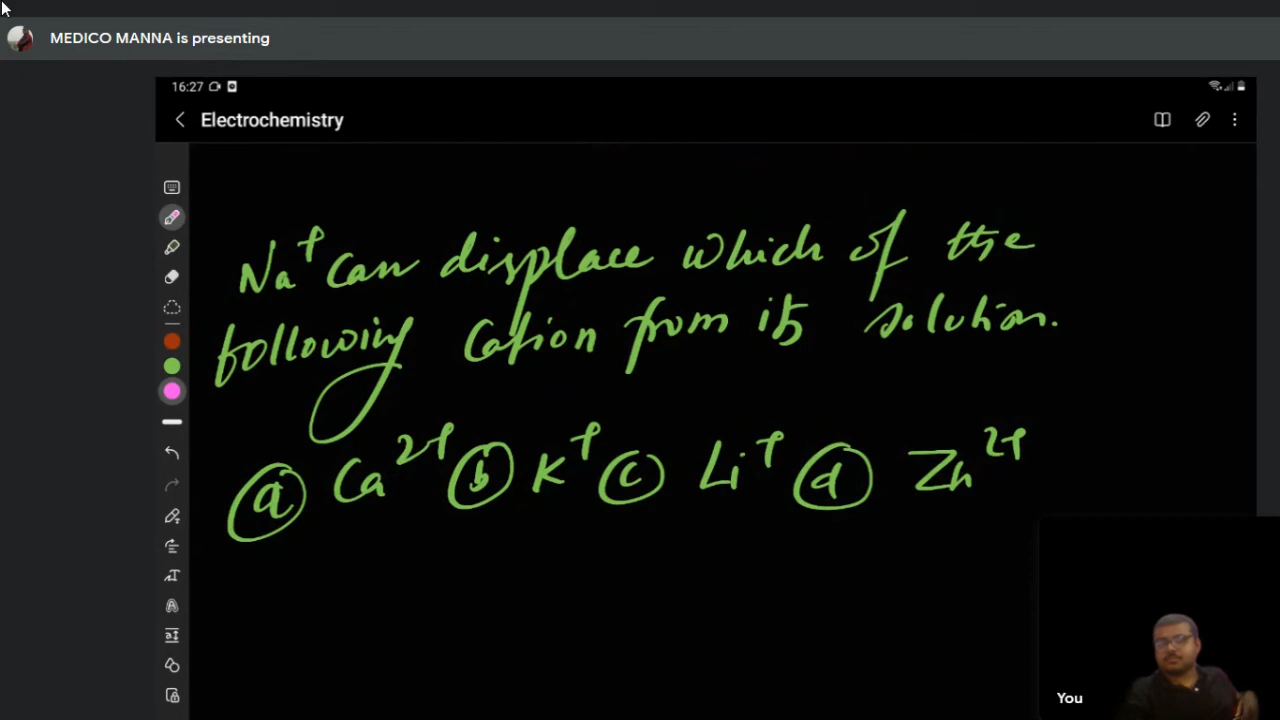 MEDICO MANNA is presenting
16:27
Electrochemistry
Na⁺ can displace which of the
following cation from its solution.
(a) Ca²⁺ (b) K⁺ (c) Li⁺ (d) Zn²⁺
You